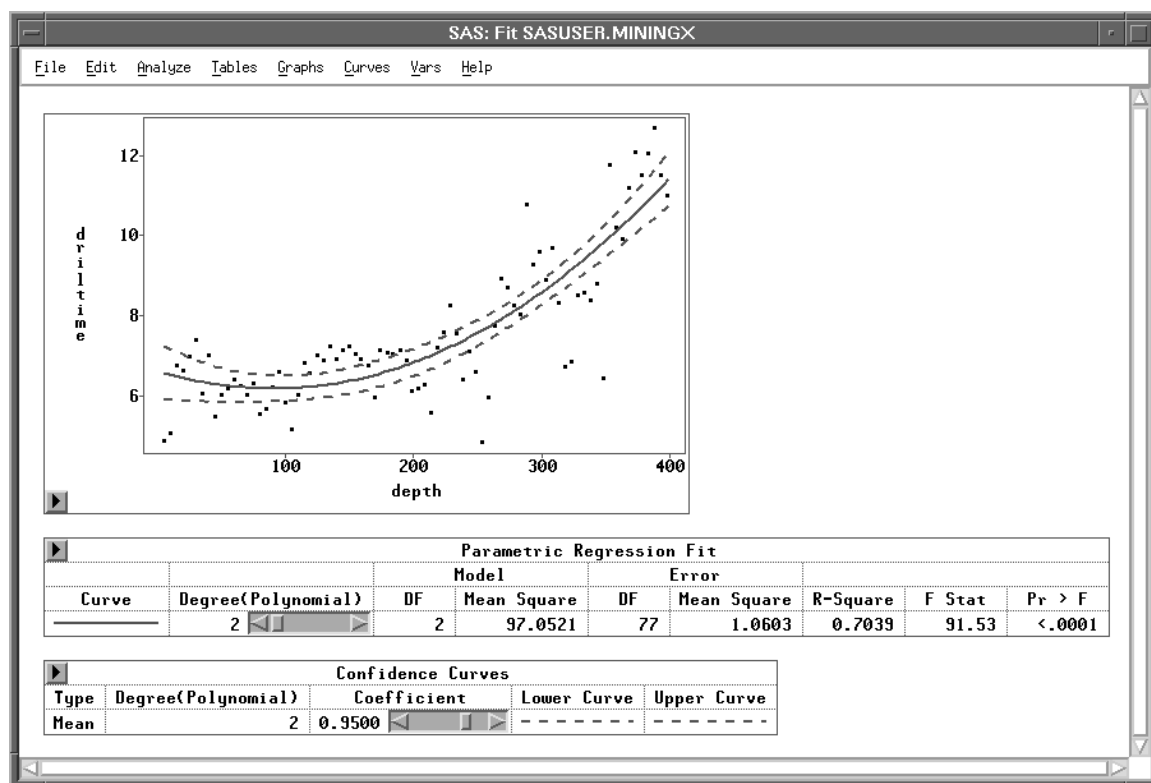 SAS: Fit SASUSER.MININGX
File Edit Analyze Tables Graphs Curves Vars Help
12
10
8
6
driltime
100 200 300 400
depth
Parametric Regression Fit
Model Error
Curve Degree(Polynomial) DF Mean Square DF Mean Square R-Square F Stat Pr > F
2 2 97.0521 77 1.0603 0.7039 91.53 <.0001
Confidence Curves
Type Degree(Polynomial) Coefficient Lower Curve Upper Curve
Mean 2 0.9500